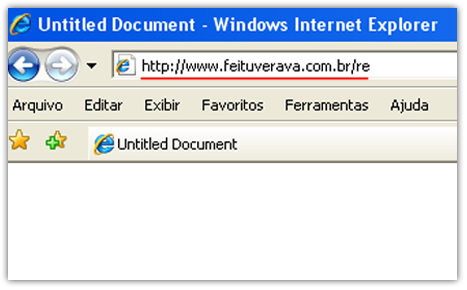 Untitled Document - Windows Internet Explorer
http://www.feituverava.com.br/re
Arquivo Editar Exibir Favoritos Ferramentas Ajuda
Untitled Document